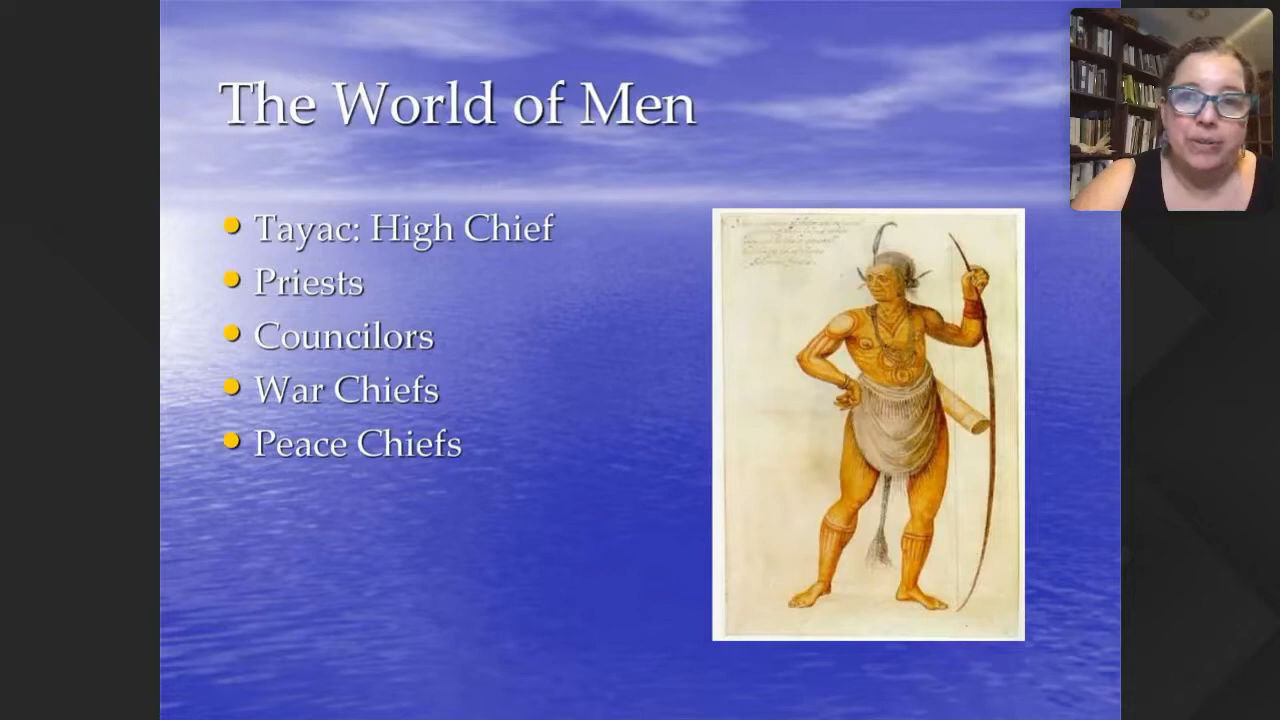 The World of Men
Tayac: High Chief
Priests
Councilors
War Chiefs
Peace Chiefs